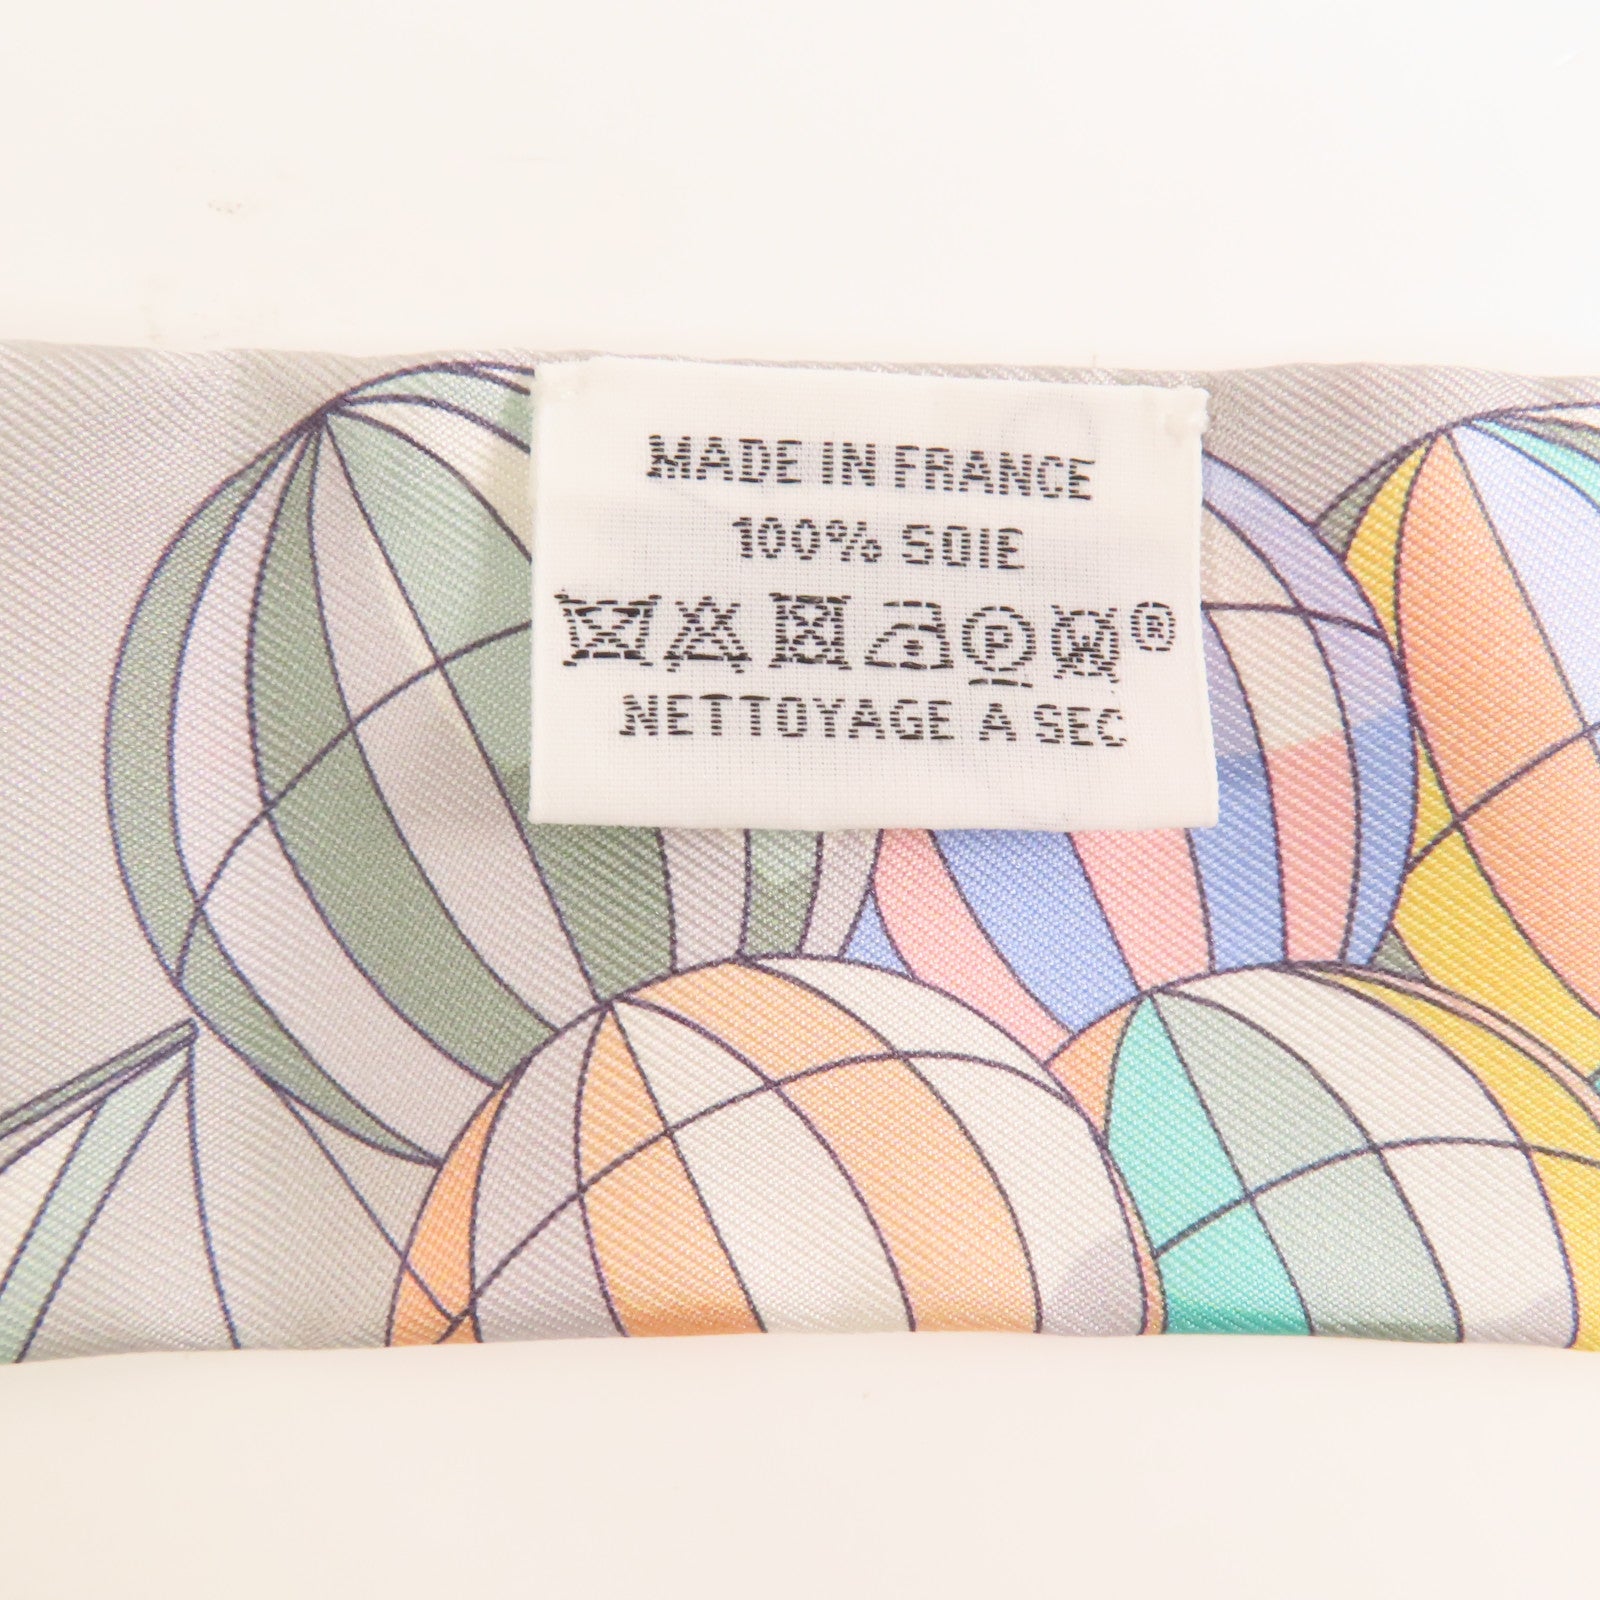 MADE IN FRANCE
100% SOIE
P ®
NETTOYAGE A SEC